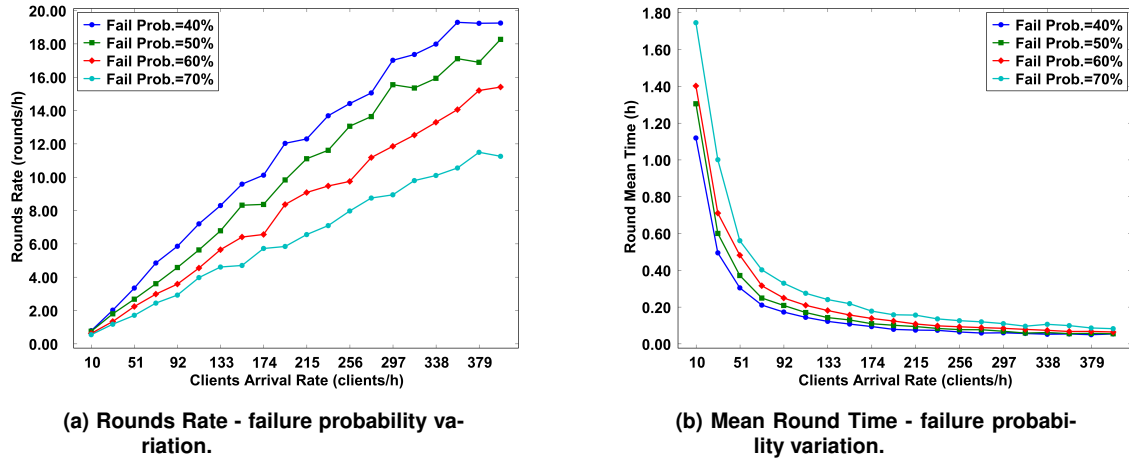 20.00
18.00
16.00
14.00
12.00
10.00
8.00
6.00
4.00
2.00
0.00
Rounds Rate (rounds/h)
Fail Prob.=40%
Fail Prob.=50%
Fail Prob.=60%
Fail Prob.=70%
10 51 92 133 174 215 256 297 338 379
Clients Arrival Rate (clients/h)
(a) Rounds Rate - failure probability va-
riation.
1.80
1.60
1.40
1.20
1.00
0.80
0.60
0.40
0.20
0.00
Round Mean Time (h)
Fail Prob.=40%
Fail Prob.=50%
Fail Prob.=60%
Fail Prob.=70%
10 51 92 133 174 215 256 297 338 379
Clients Arrival Rate (clients/h)
(b) Mean Round Time - failure probabi-
lity variation.